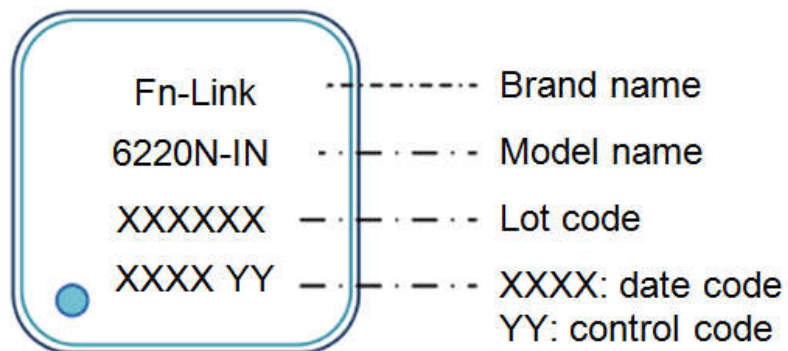 Fn-Link
Brand name
6220N-IN
Model name
XXXXXX
Lot code
XXXX YY
XXXX: date code
YY: control code